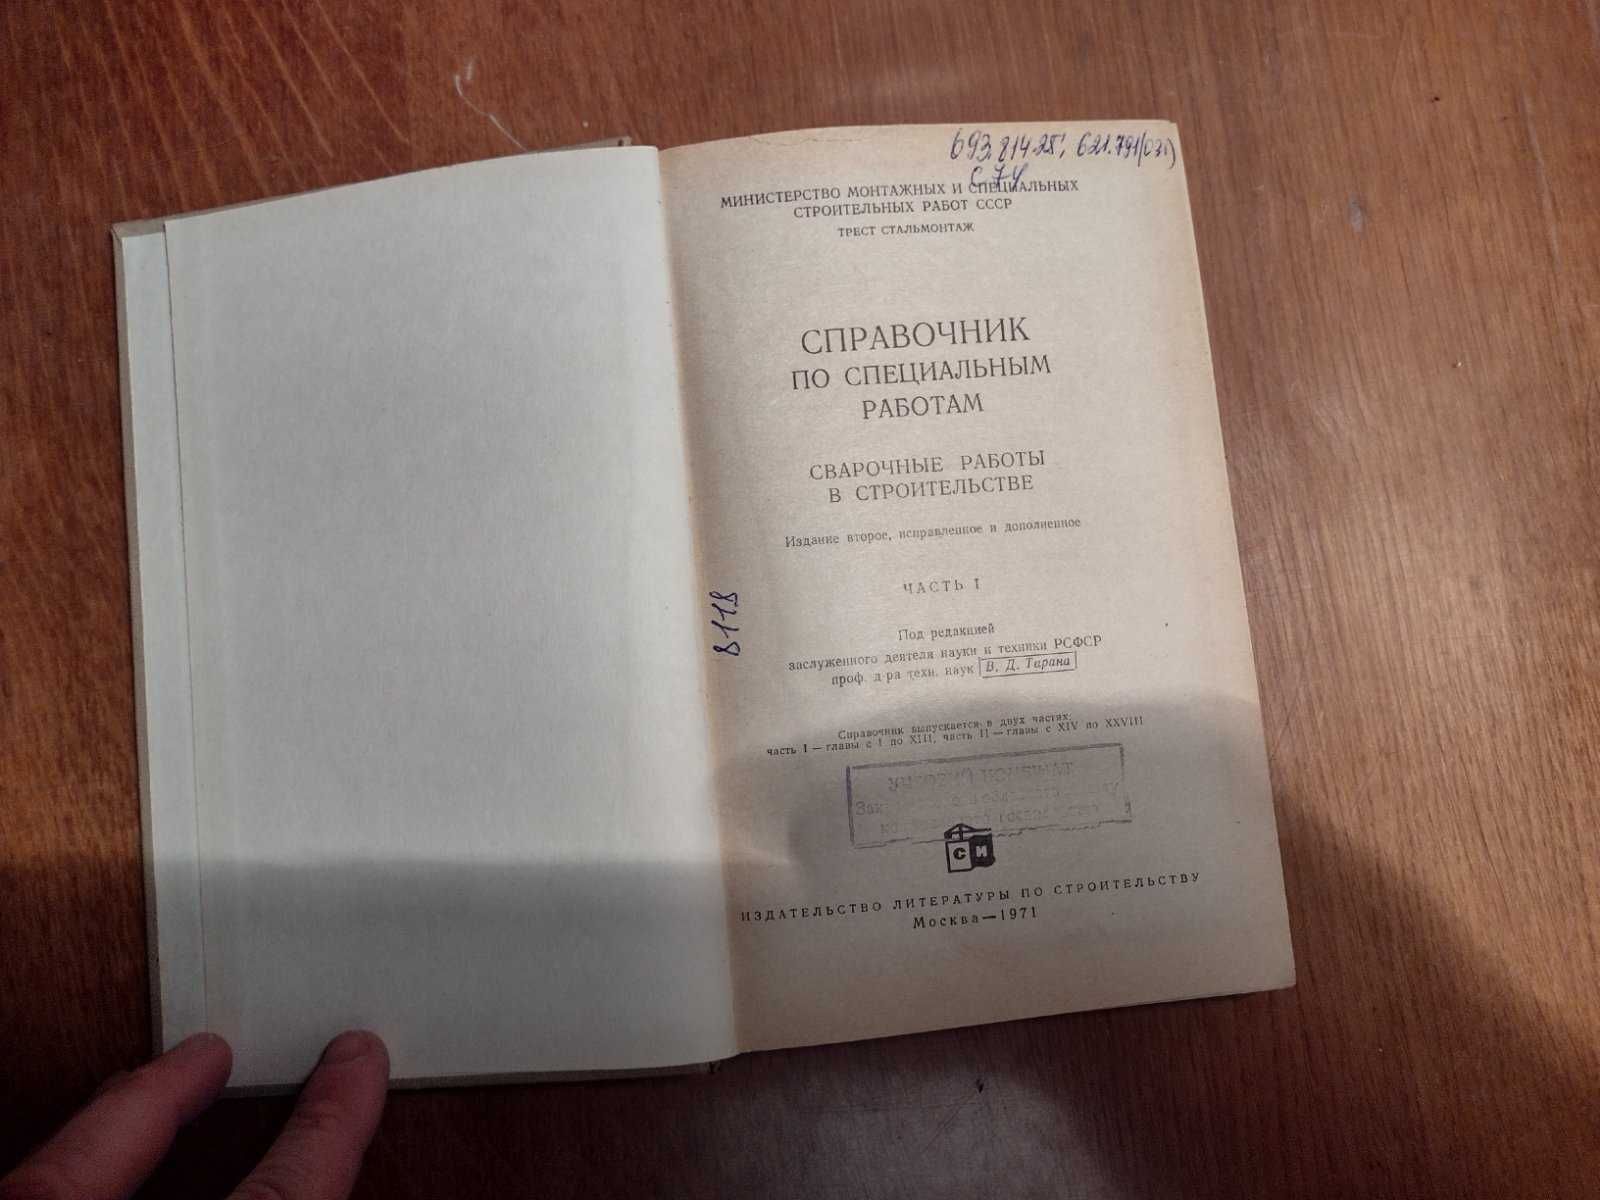 693.814.25; 621.791(03)
С74
МИНИСТЕРСТВО МОНТАЖНЫХ И СПЕЦИАЛЬНЫХ
СТРОИТЕЛЬНЫХ РАБОТ СССР
ТРЕСТ СТАЛЬМОНТАЖ
СПРАВОЧНИК
ПО СПЕЦИАЛЬНЫМ
РАБОТАМ
СВАРОЧНЫЕ РАБОТЫ
В СТРОИТЕЛЬСТВЕ
Издание второе, исправленное и дополненное
ЧАСТЬ I
8118
Под редакцией
заслуженного деятеля науки и техники РСФСР
проф. д-ра техн. наук В. Д. Тарана
Справочник выпускается в двух частях:
часть I — главы с I по XIII, часть II — главы с XIV по XXVIII
СИ
ИЗДАТЕЛЬСТВО ЛИТЕРАТУРЫ ПО СТРОИТЕЛЬСТВУ
Москва—1971